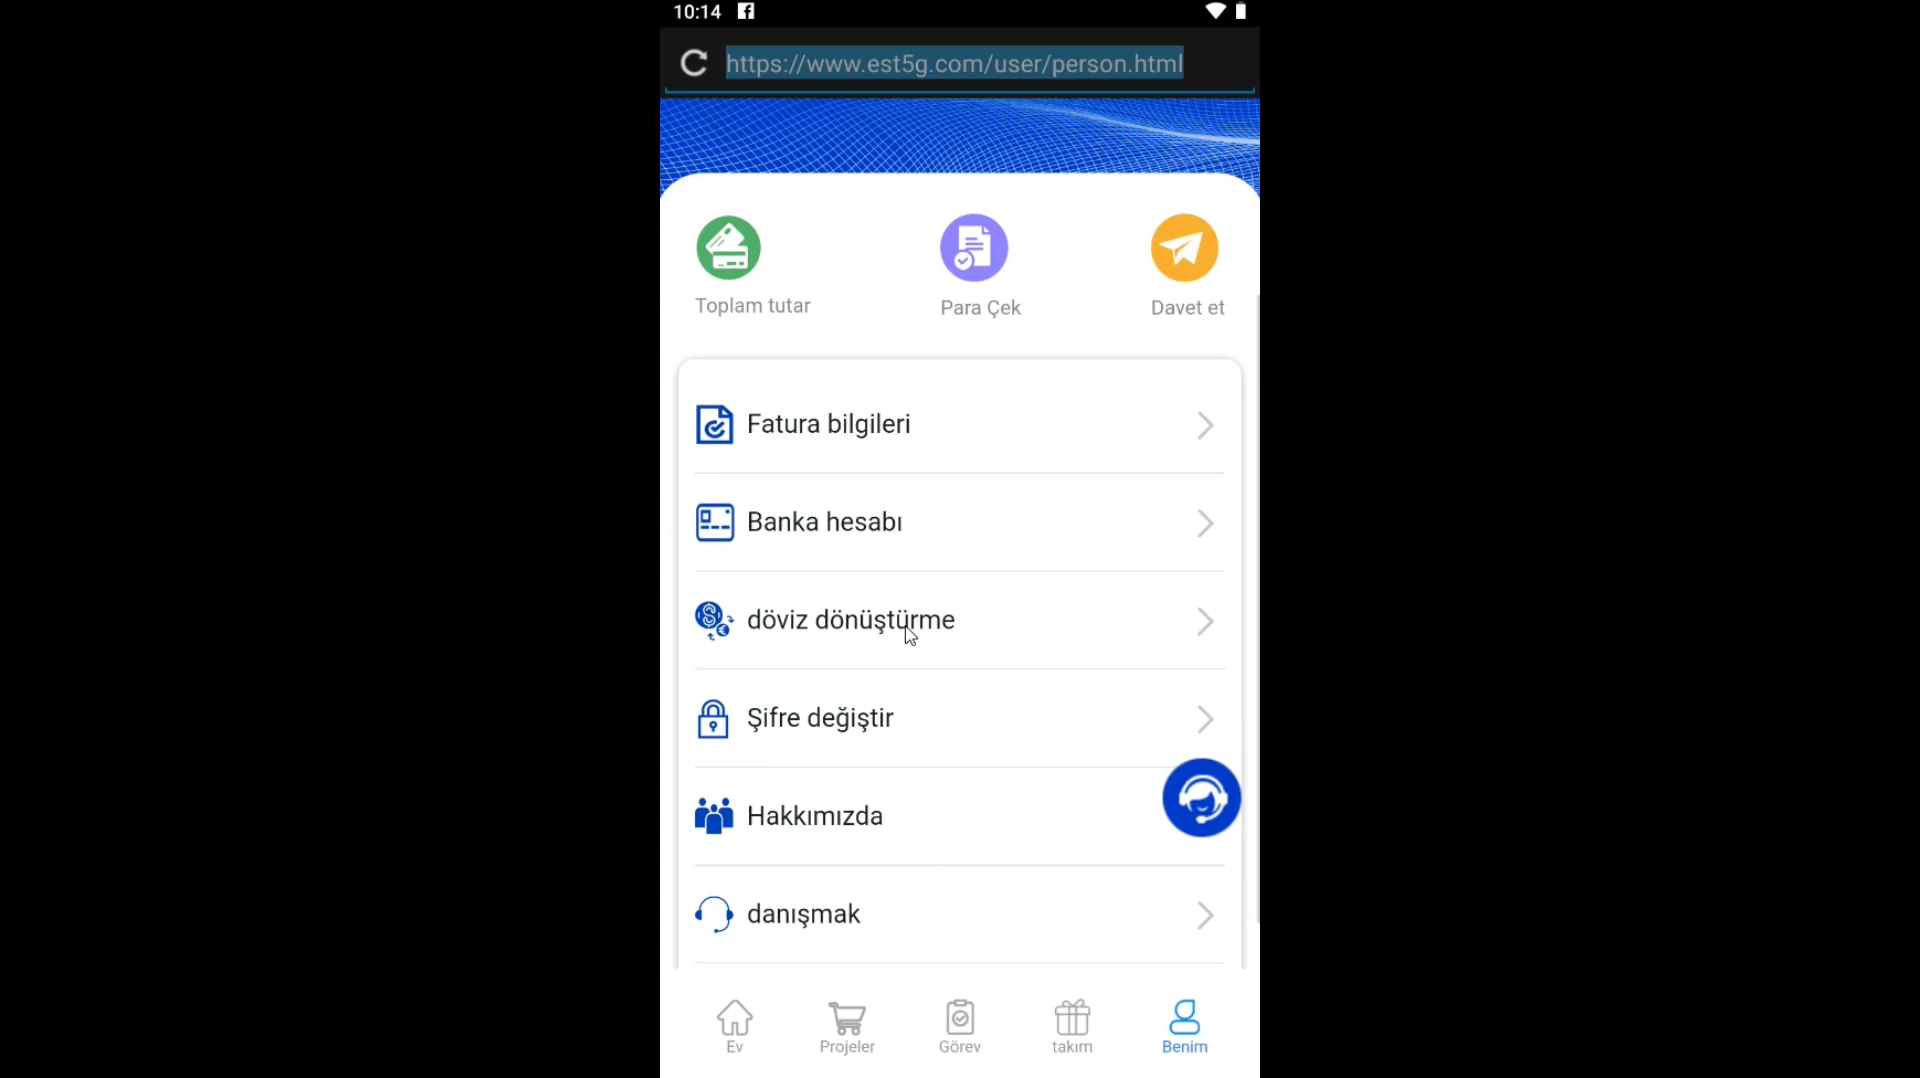 10:14
https://www.est5g.com/user/person.html
Toplam tutar
Para Çek
Davet et
Fatura bilgileri
Banka hesabı
döviz dönüştürme
Şifre değiştir
Hakkımızda
danışmak
Ev
Projeler
Görev
takım
Benim